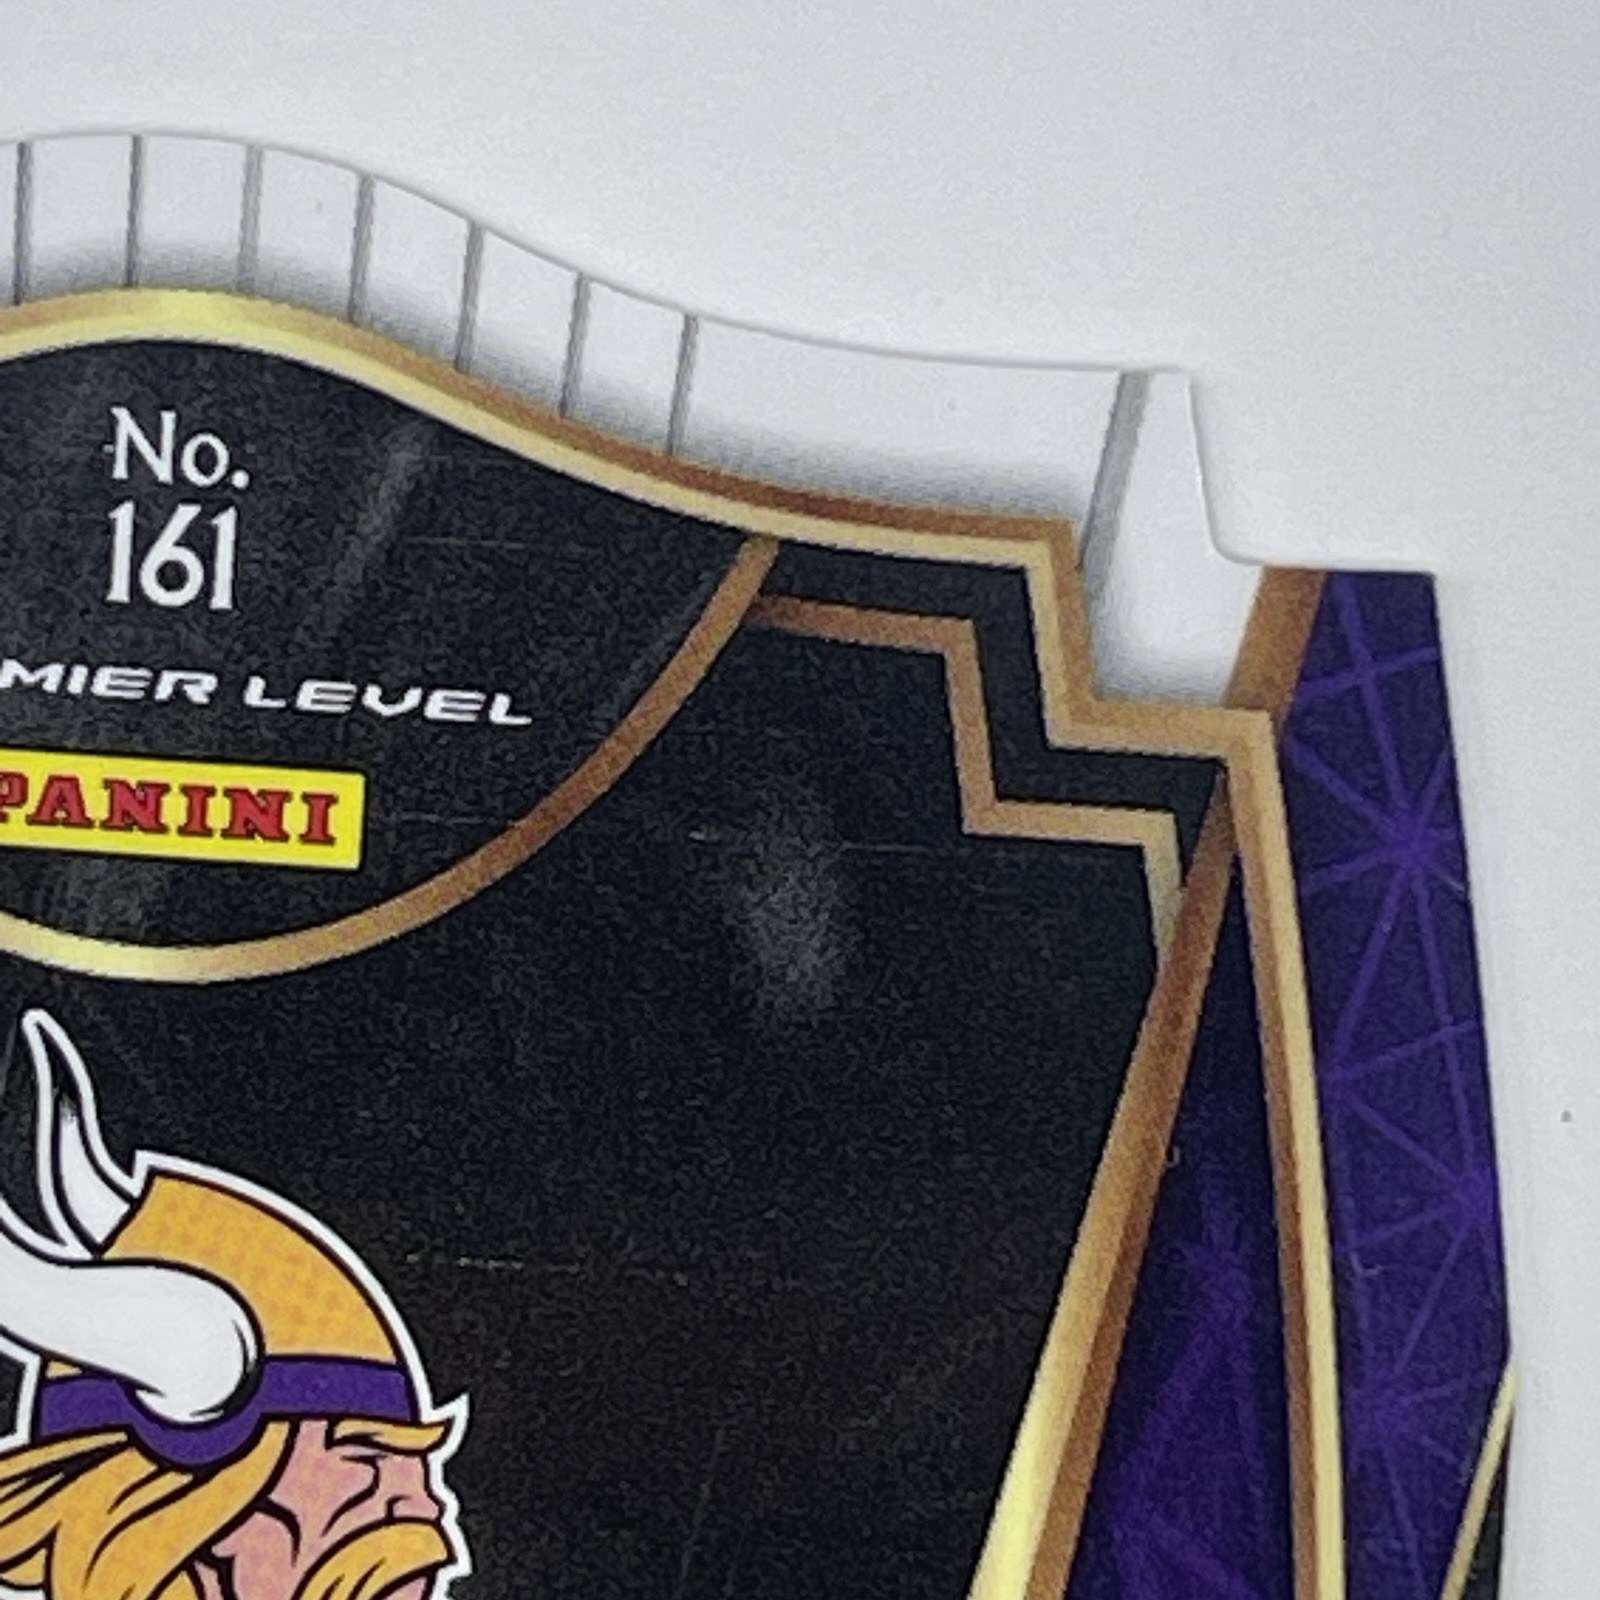 No.
161
MIER LEVEL
PANINI